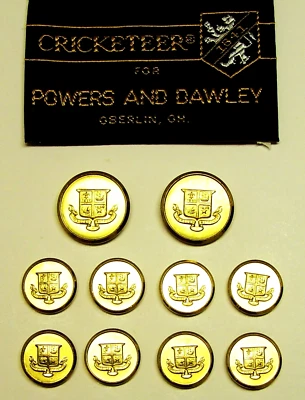 CRICKETEER®
FOR
POWERS AND DAWLEY
OBERLIN, OH.